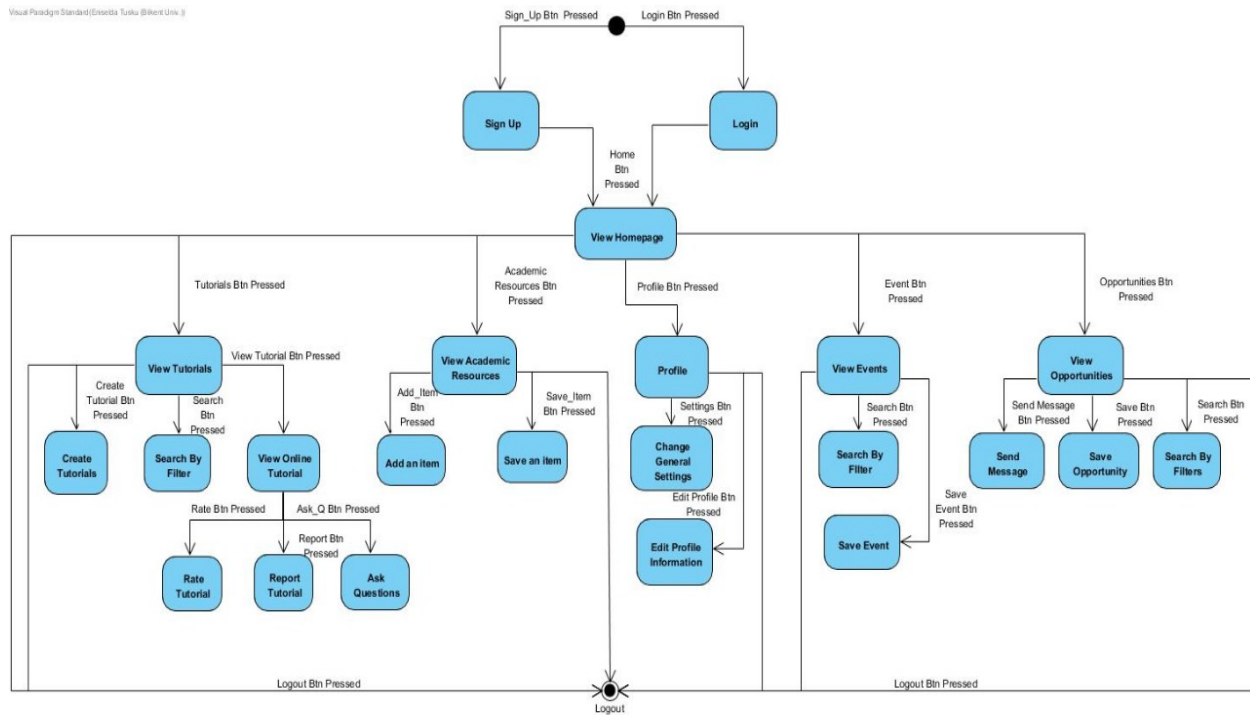 Visual Paradigm Standard(Eniselda Tusku (Bilkent Univ.))
Sign_Up Btn Pressed
Login Btn Pressed
Sign Up
Login
Home
Btn
Pressed
View Homepage
Tutorials Btn Pressed
Academic
Resources Btn
Pressed
Profile Btn Pressed
Event Btn
Pressed
Opportunities Btn
Pressed
View Tutorials
View Tutorial Btn Pressed
View Academic
Resources
Profile
View Events
View
Opportunities
Create
Tutorial Btn
Pressed
Search
Btn
Pressed
Add_Item
Btn
Pressed
Save_Item
Btn Pressed
Settings Btn
Pressed
Search Btn
Pressed
Send Message
Btn Pressed
Save Btn
Pressed
Search Btn
Pressed
Create
Tutorials
Search By
Filter
View Online
Tutorial
Add an item
Save an item
Change
General
Settings
Search By
Filter
Send
Message
Save
Opportunity
Search By
Filters
Rate Btn Pressed
Ask_Q Btn Pressed
Report Btn
Pressed
Edit Profile Btn
Pressed
Save
Event Btn
Pressed
Rate
Tutorial
Report
Tutorial
Ask
Questions
Edit Profile
Information
Save Event
Logout Btn Pressed
Logout Btn Pressed
Logout